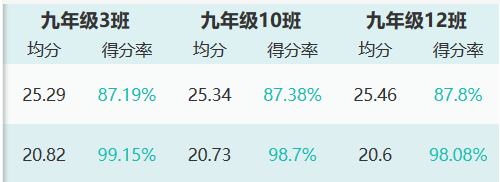 九年级3班 九年级10班 九年级12班
均分 得分率 均分 得分率 均分 得分率
25.29 87.19% 25.34 87.38% 25.46 87.8%
20.82 99.15% 20.73 98.7% 20.6 98.08%